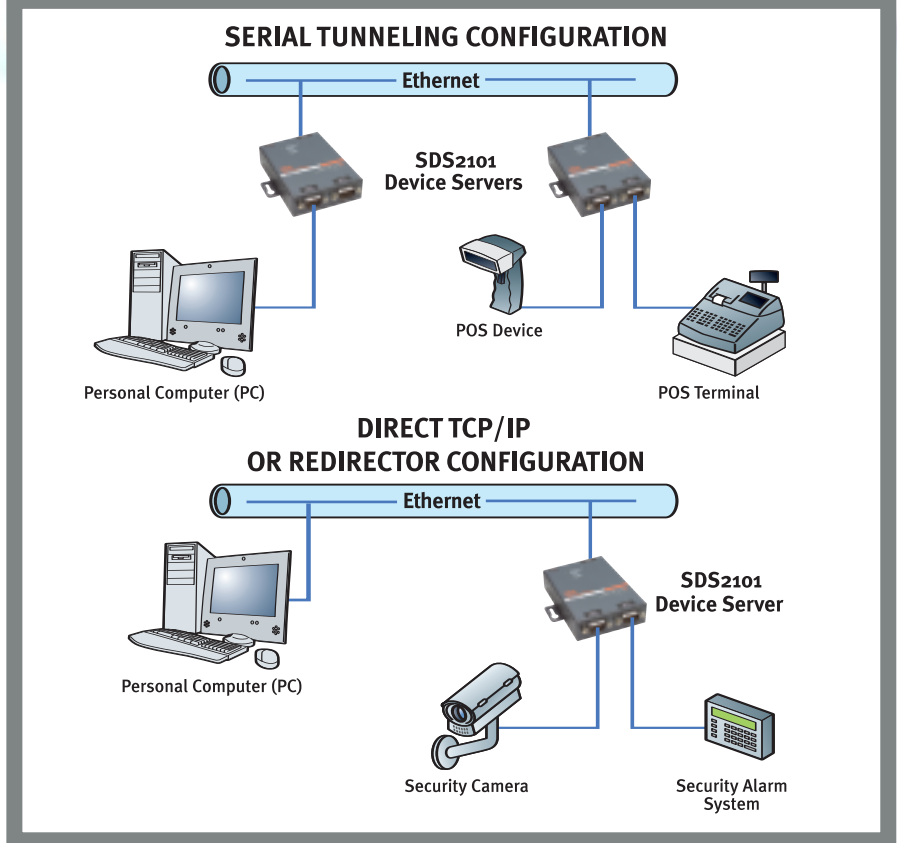 SERIAL TUNNELING CONFIGURATION
Ethernet
SDS2101
Device Servers
POS Device
Personal Computer (PC)
POS Terminal
DIRECT TCP/IP
OR REDIRECTOR CONFIGURATION
Ethernet
SDS2101
Device Server
Personal Computer (PC)
Security Camera
Security Alarm
System